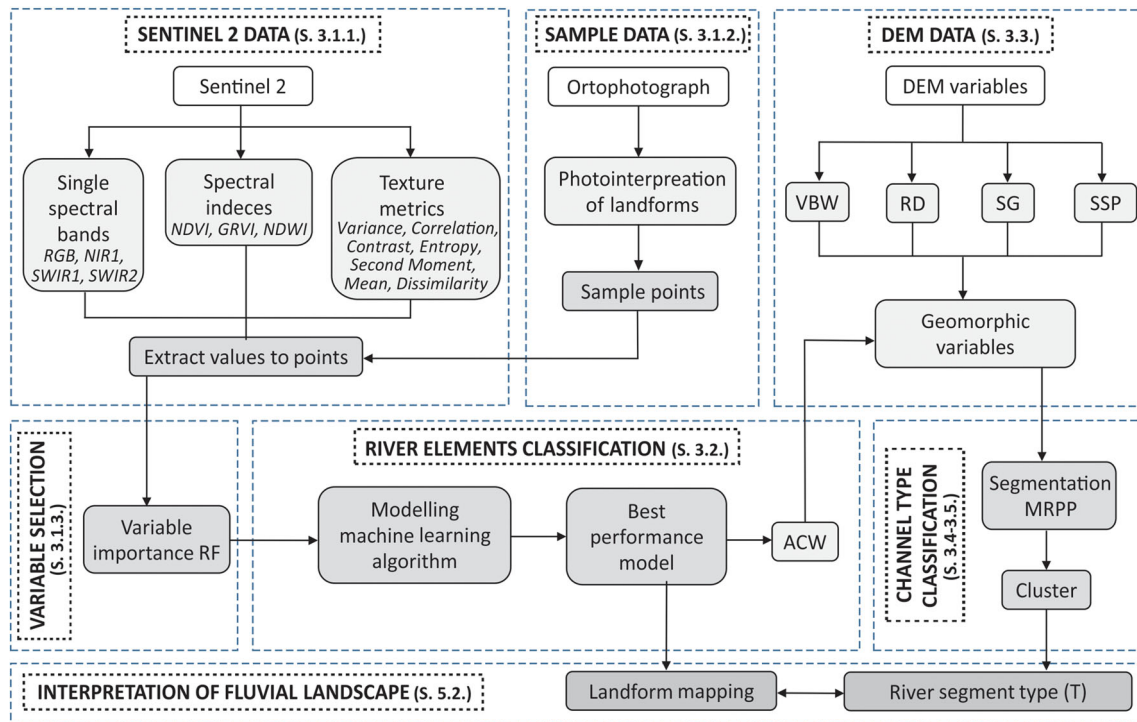 SENTINEL 2 DATA (S. 3.1.1.)
Sentinel 2
Single
spectral
bands
RGB, NIR1,
SWIR1, SWIR2
Spectral
indeces
NDVI, GRVI, NDWI
Texture
metrics
Variance, Correlation,
Contrast, Entropy,
Second Moment,
Mean, Dissimilarity
Extract values to points
SAMPLE DATA (S. 3.1.2.)
Ortophotograph
Photointerpreation
of landforms
Sample points
DEM DATA (S. 3.3.)
DEM variables
VBW
RD
SG
SSP
Geomorphic
variables
VARIABLE SELECTION
(S. 3.1.3.)
Variable
importance RF
RIVER ELEMENTS CLASSIFICATION (S. 3.2.)
Modelling
machine learning
algorithm
Best
performance
model
ACW
CHANNEL TYPE
CLASSIFICATION
(S. 3.4-3.5.)
Segmentation
MRPP
Cluster
INTERPRETATION OF FLUVIAL LANDSCAPE (S. 5.2.)
Landform mapping
River segment type (T)